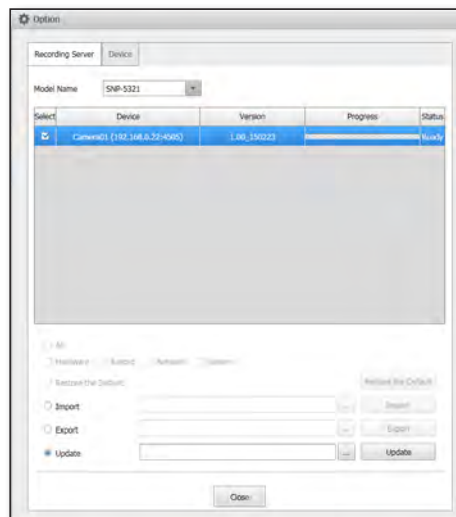 Option
Recording Server Device
Model Name SNP-5321
Select Device Version Progress Status
Camera01 (192.168.0.22:4505) 1.00_150223 Ready
All
Restore the Default Restore the Default
Import ... Import
Export ... Export
Update ... Update
Close